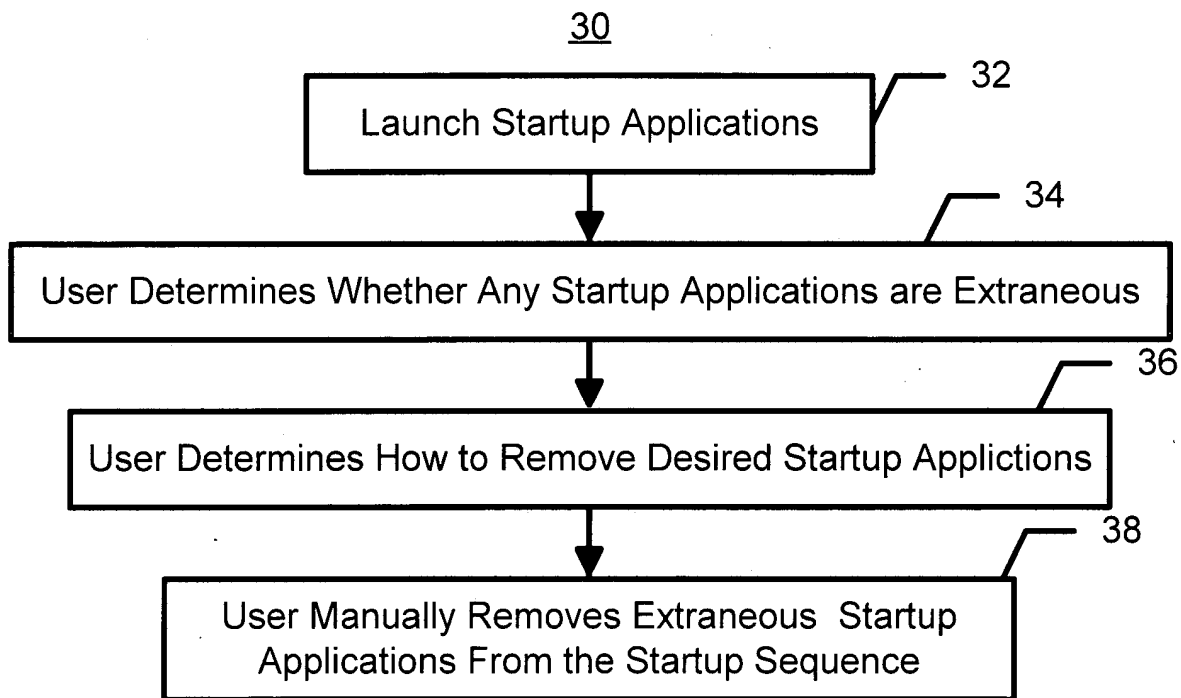 30
32
Launch Startup Applications
34
User Determines Whether Any Startup Applications are Extraneous
36
User Determines How to Remove Desired Startup Applictions
38
User Manually Removes Extraneous Startup
Applications From the Startup Sequence